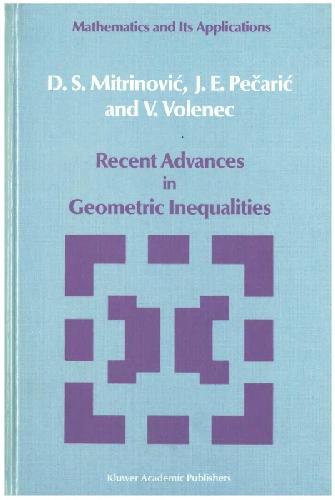 Mathematics and Its Applications
D. S. Mitrinović, J. E. Pečarić,
and V. Volenec
Recent Advances
in
Geometric Inequalities
Kluwer Academic Publishers